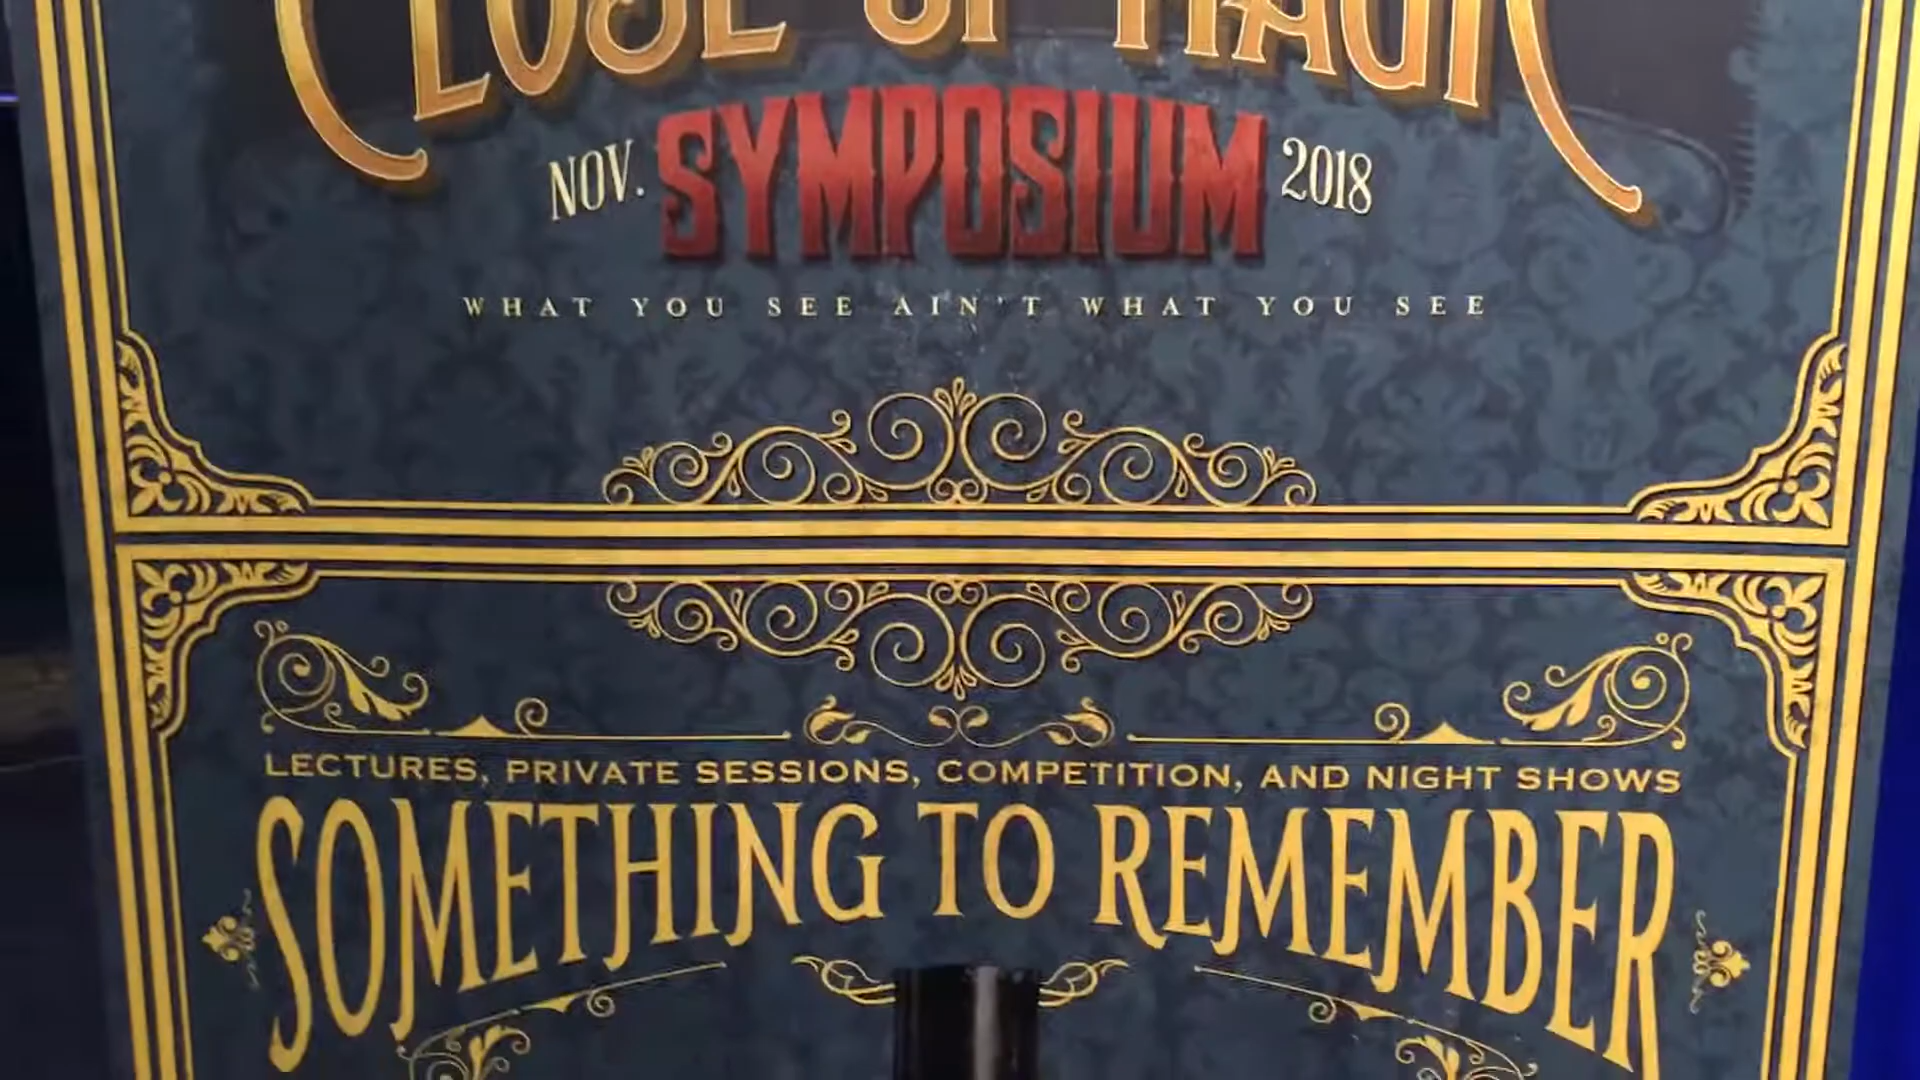 CLOSE UP MAGIC
NOV. SYMPOSIUM 2018
WHAT YOU SEE AIN'T WHAT YOU SEE
LECTURES, PRIVATE SESSIONS, COMPETITION, AND NIGHT SHOWS
SOMETHING TO REMEMBER